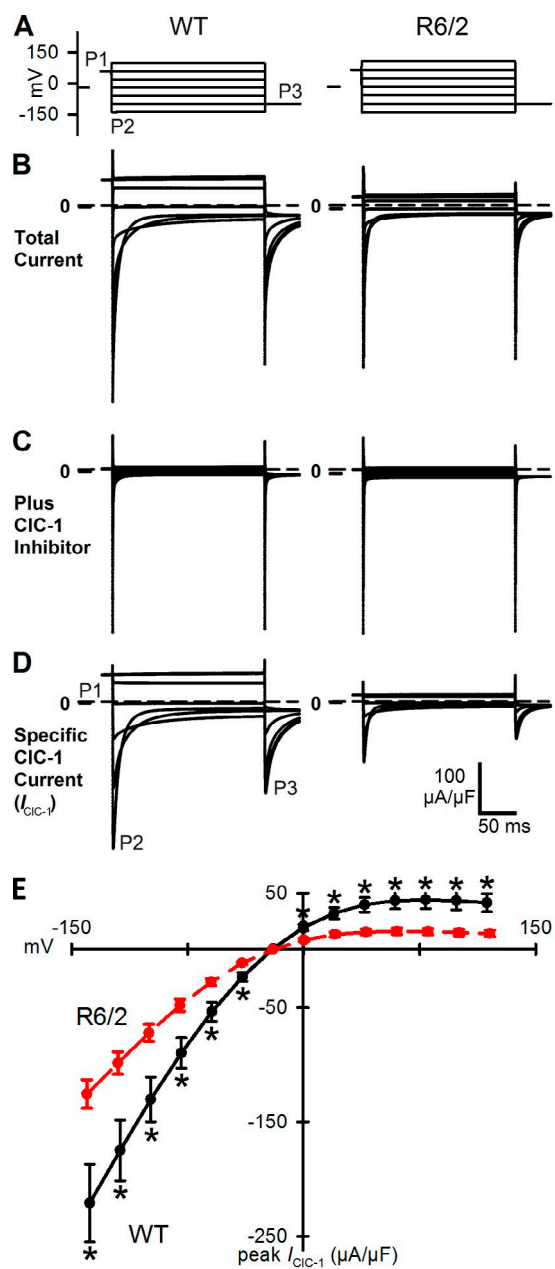 A WT R6/2
150
P1
mV
0
P3
-150
P2
B
0 0
Total
Current
C
0 0
Plus
ClC-1
Inhibitor
D
P1
0 0
Specific
ClC-1
Current
(I ClC-1)
P3
100
µA/µF
50 ms
P2
E
50
* * * * * * *
-150 150
mV
-50
R6/2
* * * * * *
-150
WT
*
-250
peak I ClC-1 (µA/µF)